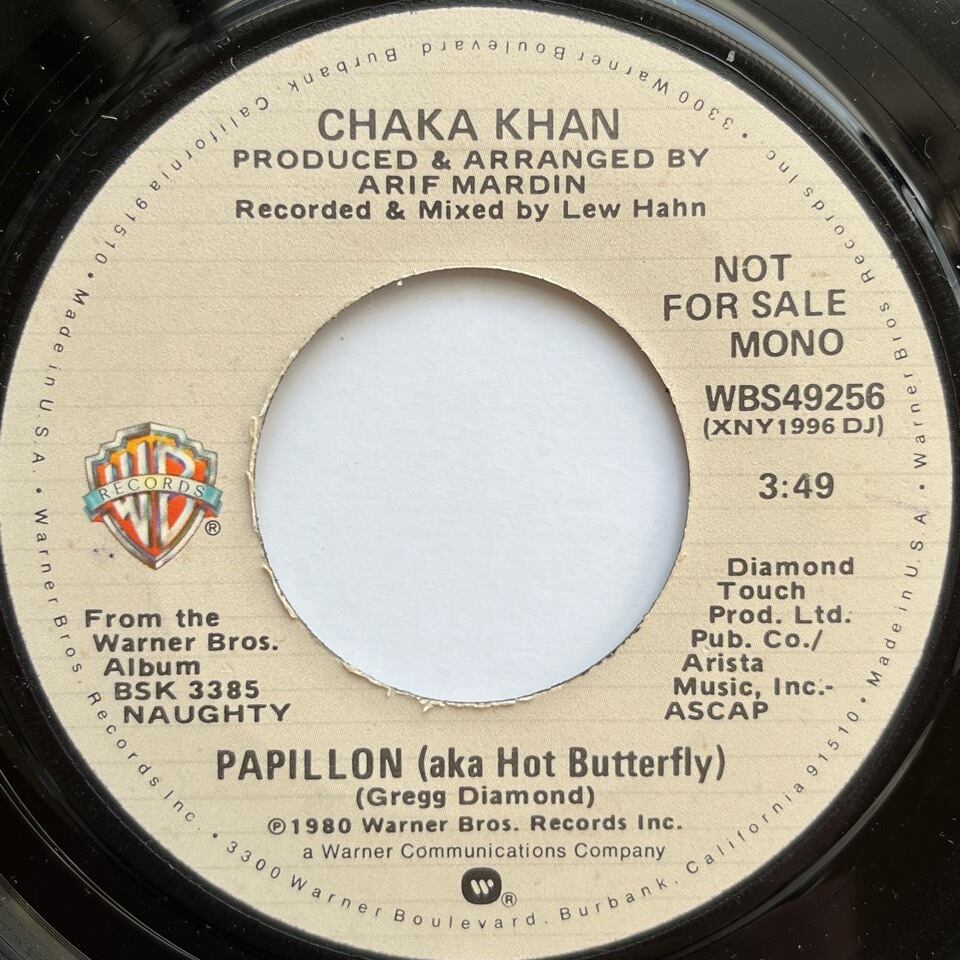 CHAKA KHAN
PRODUCED & ARRANGED BY
ARIF MARDIN
Recorded & Mixed by Lew Hahn
NOT
FOR SALE
MONO
WBS49256
(XNY1996 DJ)
3:49
WB
RECORDS
®
From the
Warner Bros.
Album
BSK 3385
NAUGHTY
Diamond
Touch
Prod. Ltd.
Pub. Co./
Arista
Music, Inc.-
ASCAP
PAPILLON (aka Hot Butterfly)
(Gregg Diamond)
℗1980 Warner Bros. Records Inc.
a Warner Communications Company
®
Warner Bros. Records Inc. • 3300 Warner Boulevard. Burbank, California 91510 • Made in U.S.A. • Warner Bros Records Inc. • 3300 Warner Boulevard. Burbank, California 91510 • Made in U.S.A. •